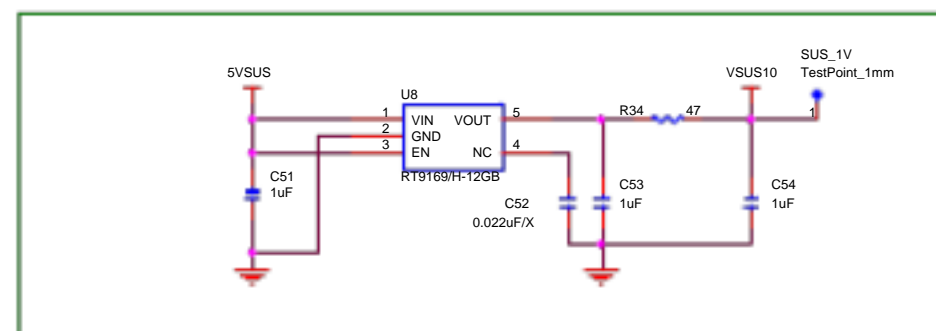 SUS_1V
5VSUS VSUS10 TestPoint_1mm
U8
1 VIN VOUT 5 R34 47 1
2 GND
3 EN NC 4
RT9169/H-12GB
C51 C52 C53 C54
1uF 0.022uF/X 1uF 1uF